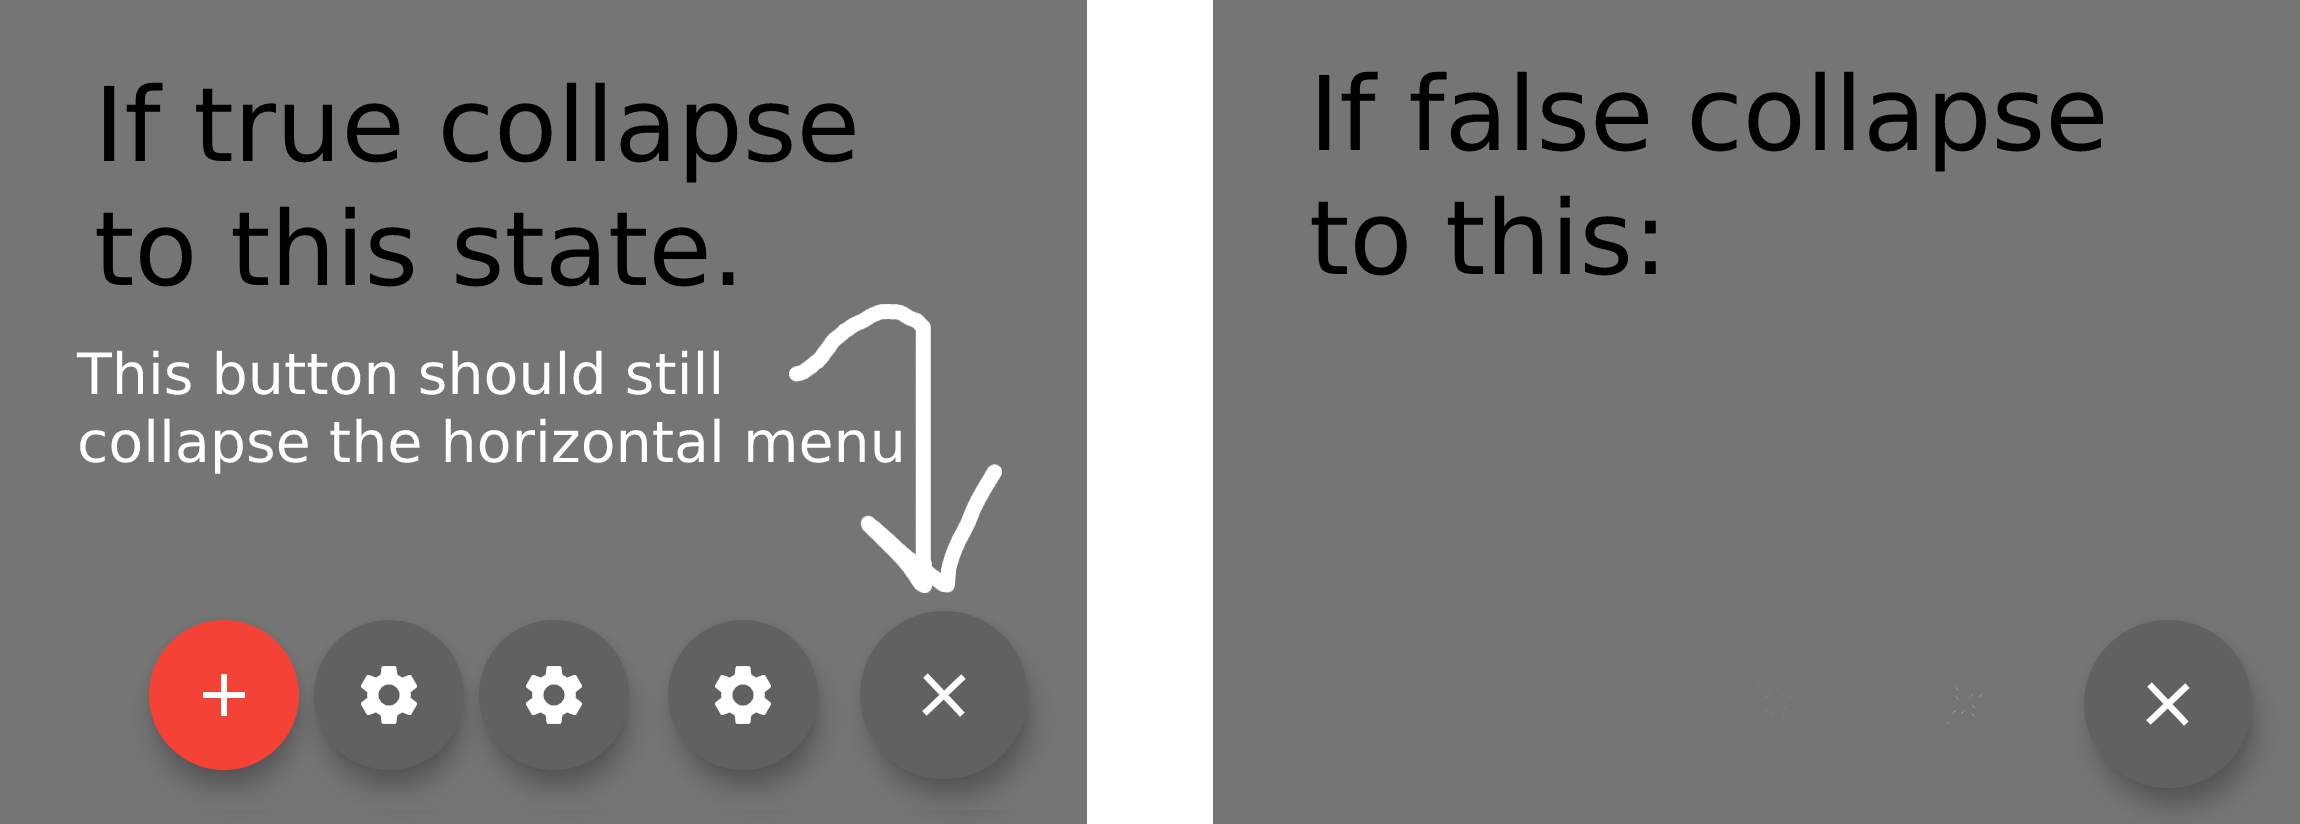 If true collapse
to this state.
This button should still
collapse the horizontal menu
If false collapse
to this: